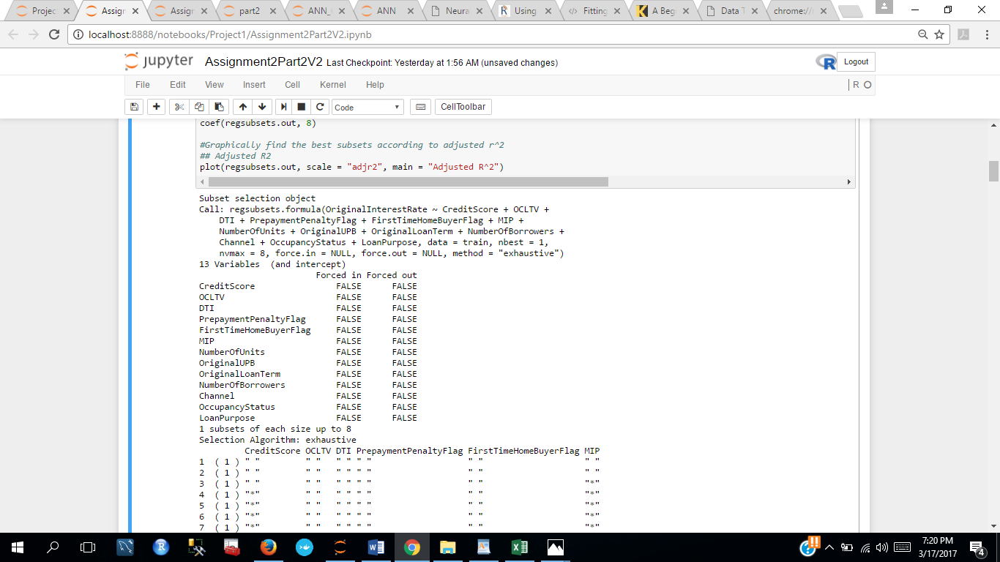 Projec Assign Assign part2 ANN_ ANN Neura Using Fitting A Beg Data T chrome://
localhost:8888/notebooks/Project1/Assignment2Part2V2.ipynb
jupyter Assignment2Part2V2 Last Checkpoint: Yesterday at 1:56 AM (unsaved changes) Logout
File Edit View Insert Cell Kernel Help R
Code CellToolbar
coef(regsubsets.out, 8)
#Graphically find the best subsets according to adjusted r^2
## Adjusted R2
plot(regsubsets.out, scale = "adjr2", main = "Adjusted R^2")
Subset selection object
Call: regsubsets.formula(OriginalInterestRate ~ CreditScore + OCLTV +
    DTI + PrepaymentPenaltyFlag + FirstTimeHomeBuyerFlag + MIP +
    NumberOfUnits + OriginalUPB + OriginalLoanTerm + NumberOfBorrowers +
    Channel + OccupancyStatus + LoanPurpose, data = train, nbest = 1,
    nvmax = 8, force.in = NULL, force.out = NULL, method = "exhaustive")
13 Variables  (and intercept)
                       Forced in Forced out
CreditScore                FALSE      FALSE
OCLTV                      FALSE      FALSE
DTI                        FALSE      FALSE
PrepaymentPenaltyFlag      FALSE      FALSE
FirstTimeHomeBuyerFlag     FALSE      FALSE
MIP                        FALSE      FALSE
NumberOfUnits              FALSE      FALSE
OriginalUPB                FALSE      FALSE
OriginalLoanTerm           FALSE      FALSE
NumberOfBorrowers          FALSE      FALSE
Channel                    FALSE      FALSE
OccupancyStatus            FALSE      FALSE
LoanPurpose                FALSE      FALSE
1 subsets of each size up to 8
Selection Algorithm: exhaustive
         CreditScore OCLTV DTI PrepaymentPenaltyFlag FirstTimeHomeBuyerFlag MIP
1  ( 1 ) " "         " "   " " " "                   " "                    " "
2  ( 1 ) " "         " "   " " " "                   " "                    " "
3  ( 1 ) " "         " "   " " " "                   " "                    "*"
4  ( 1 ) "*"         " "   " " " "                   " "                    "*"
5  ( 1 ) "*"         " "   " " " "                   " "                    "*"
6  ( 1 ) "*"         " "   " " " "                   " "                    "*"
7  ( 1 ) "*"         " "   " " " "                   " "                    "*"
7:20 PM
3/17/2017
4